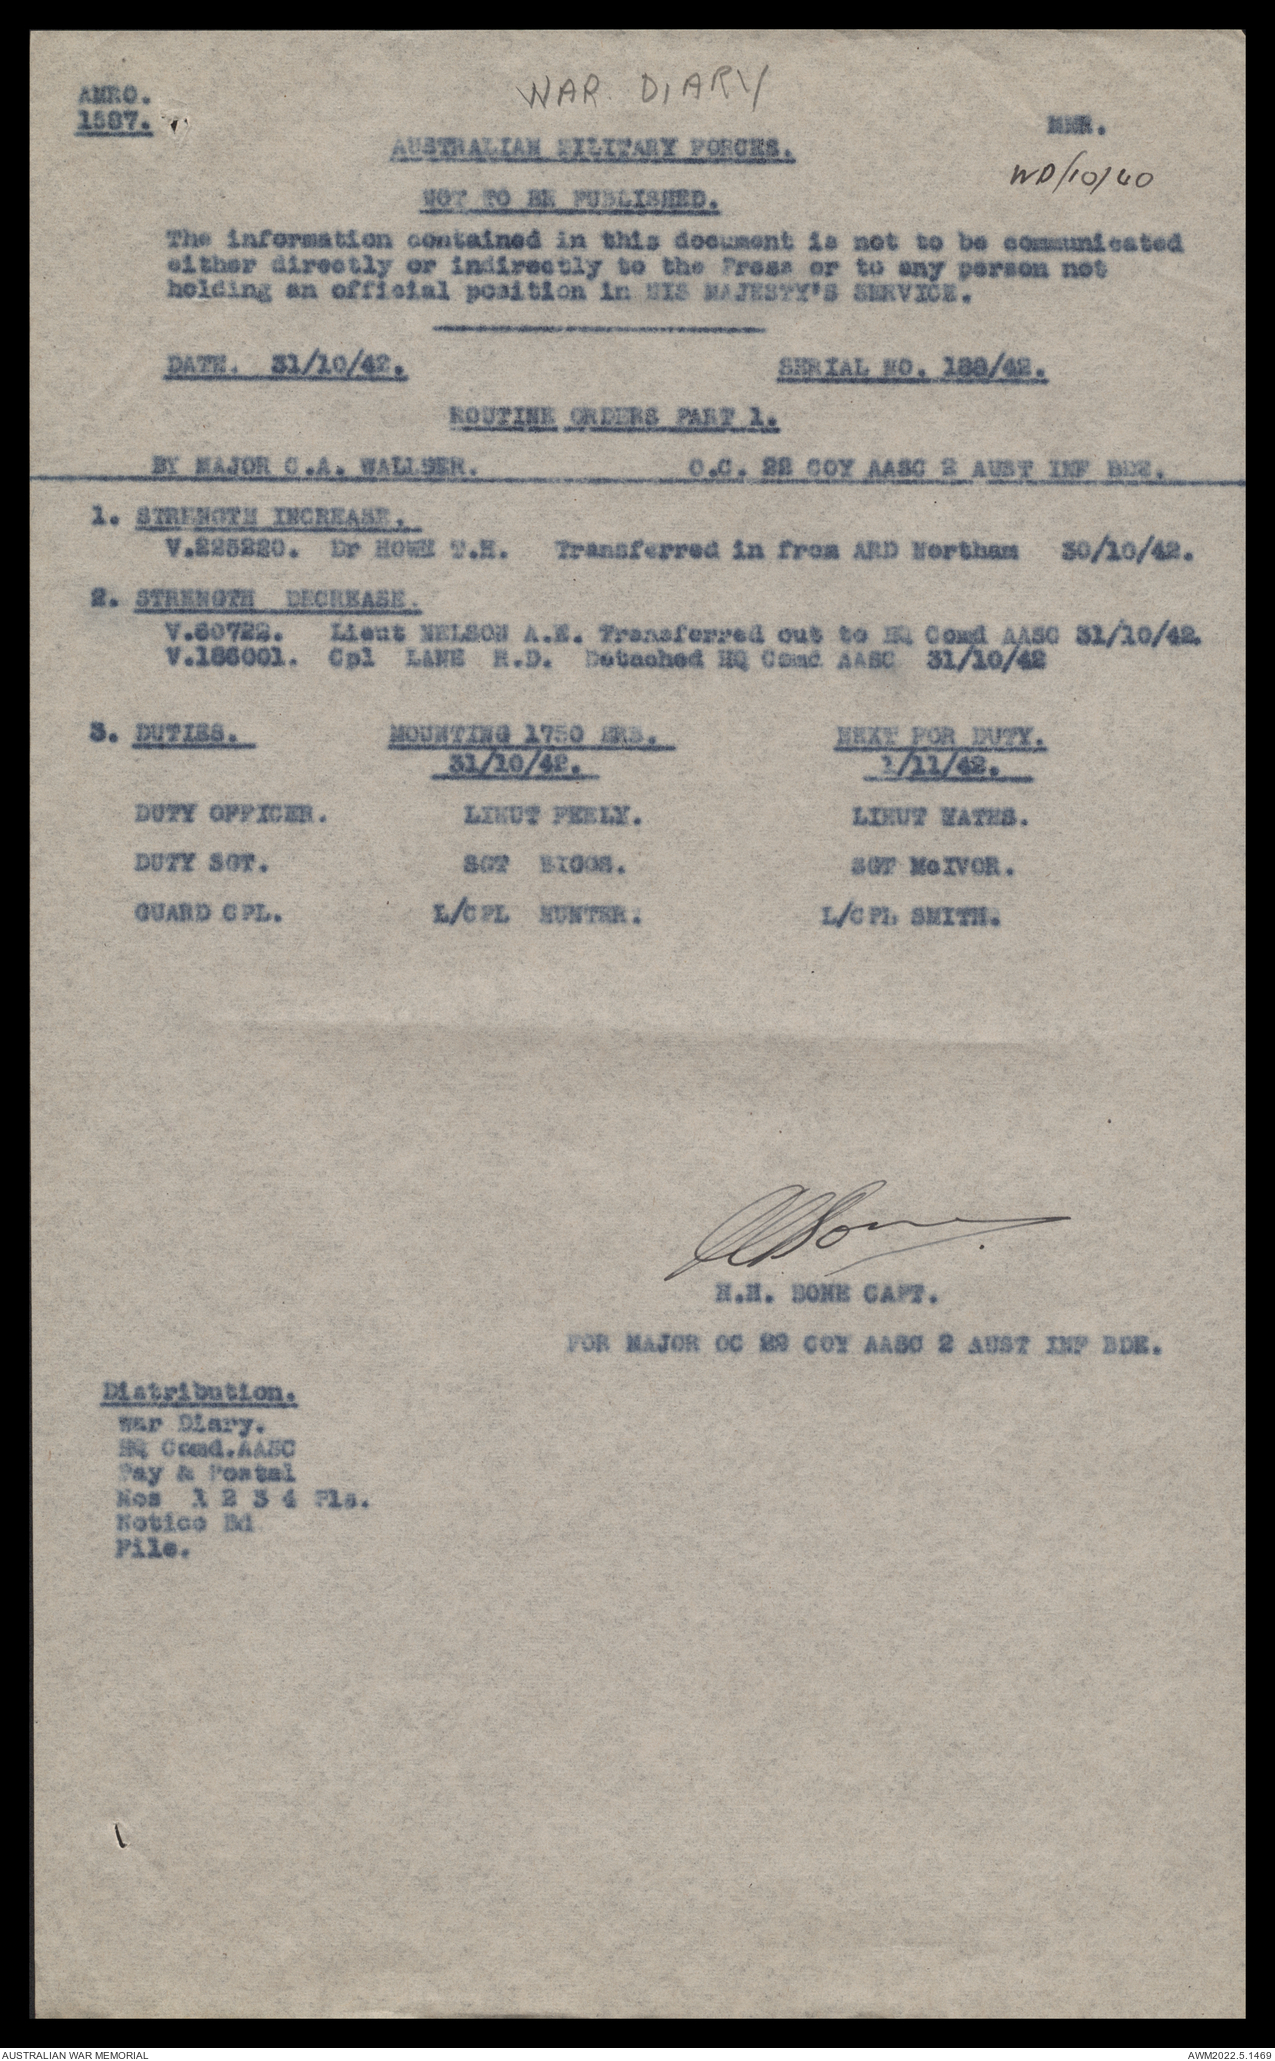 WAR DIARY
AMRO.
1587.
MMR.
WD/10/40
AUSTRALIAN MILITARY FORCES.
NOT TO BE PUBLISHED.
The information contained in this document is not to be communicated
either directly or indirectly to the Press or to any person not
holding an official position in HIS MAJESTY'S SERVICE.
DATE. 31/10/42. SERIAL NO. 188/42.
ROUTINE ORDERS PART 1.
BY MAJOR C.A. O.C. 22 COY AASC 2 AUST INF BDE.
1. STRENGTH INCREASE.
V.225220. Dr HOWE T.H. Transferred in from ARD Northam 30/10/42.
2. STRENGTH DECREASE.
V.80722. Lieut NELSON A.E. Transferred out to HQ Comd AASC 31/10/42.
V.186001. Cpl LANE R.D. Detached HQ Comd AASC 31/10/42
3. DUTIES. MOUNTING 1750 HRS. NEXT FOR DUTY.
31/10/42. 1/11/42.
DUTY OFFICER. LIEUT FEELY. LIEUT YATES.
DUTY SGT. SGT BIGGS. SGT McIVOR.
GUARD CPL. L/CPL HUNTER. L/CPL SMITH.
H.H. BONE CAPT.
FOR MAJOR OC 22 COY AASC 2 AUST INF BDE.
Distribution.
War Diary.
HQ Comd.AASC
Pay & Postal
Nos 1 2 3 4 Pls.
Notice Bd
File.
AUSTRALIAN WAR MEMORIAL
AWM2022.5.1469